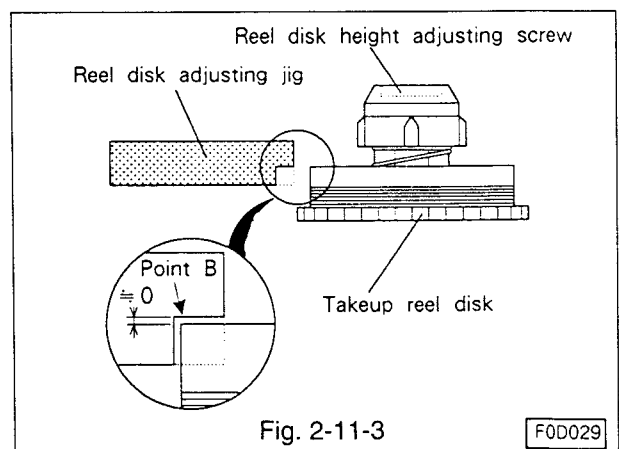 Reel disk height adjusting screw
Reel disk adjusting jig
Point B
≒ 0
Takeup reel disk
Fig. 2-11-3
F0D029